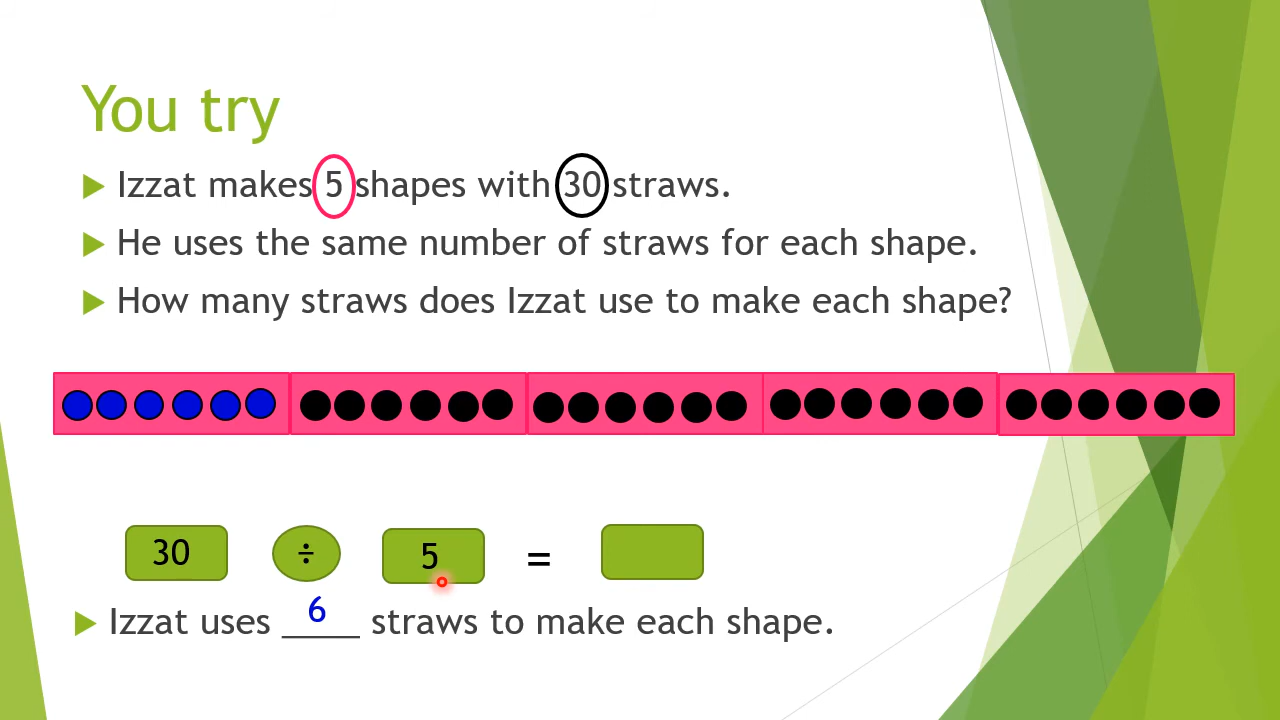 You try
Izzat makes 5 shapes with 30 straws.
He uses the same number of straws for each shape.
How many straws does Izzat use to make each shape?
30 ÷ 5 =
Izzat uses __6__ straws to make each shape.